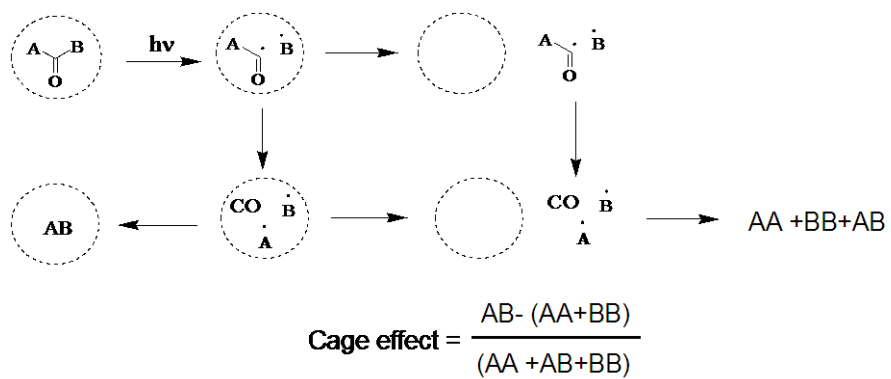 A B
O
hν
A · · B
O
A · · B
O
AB
CO · B
· A
CO · B
· A
AA +BB+AB
Cage effect = AB- (AA+BB)
(AA +AB+BB)